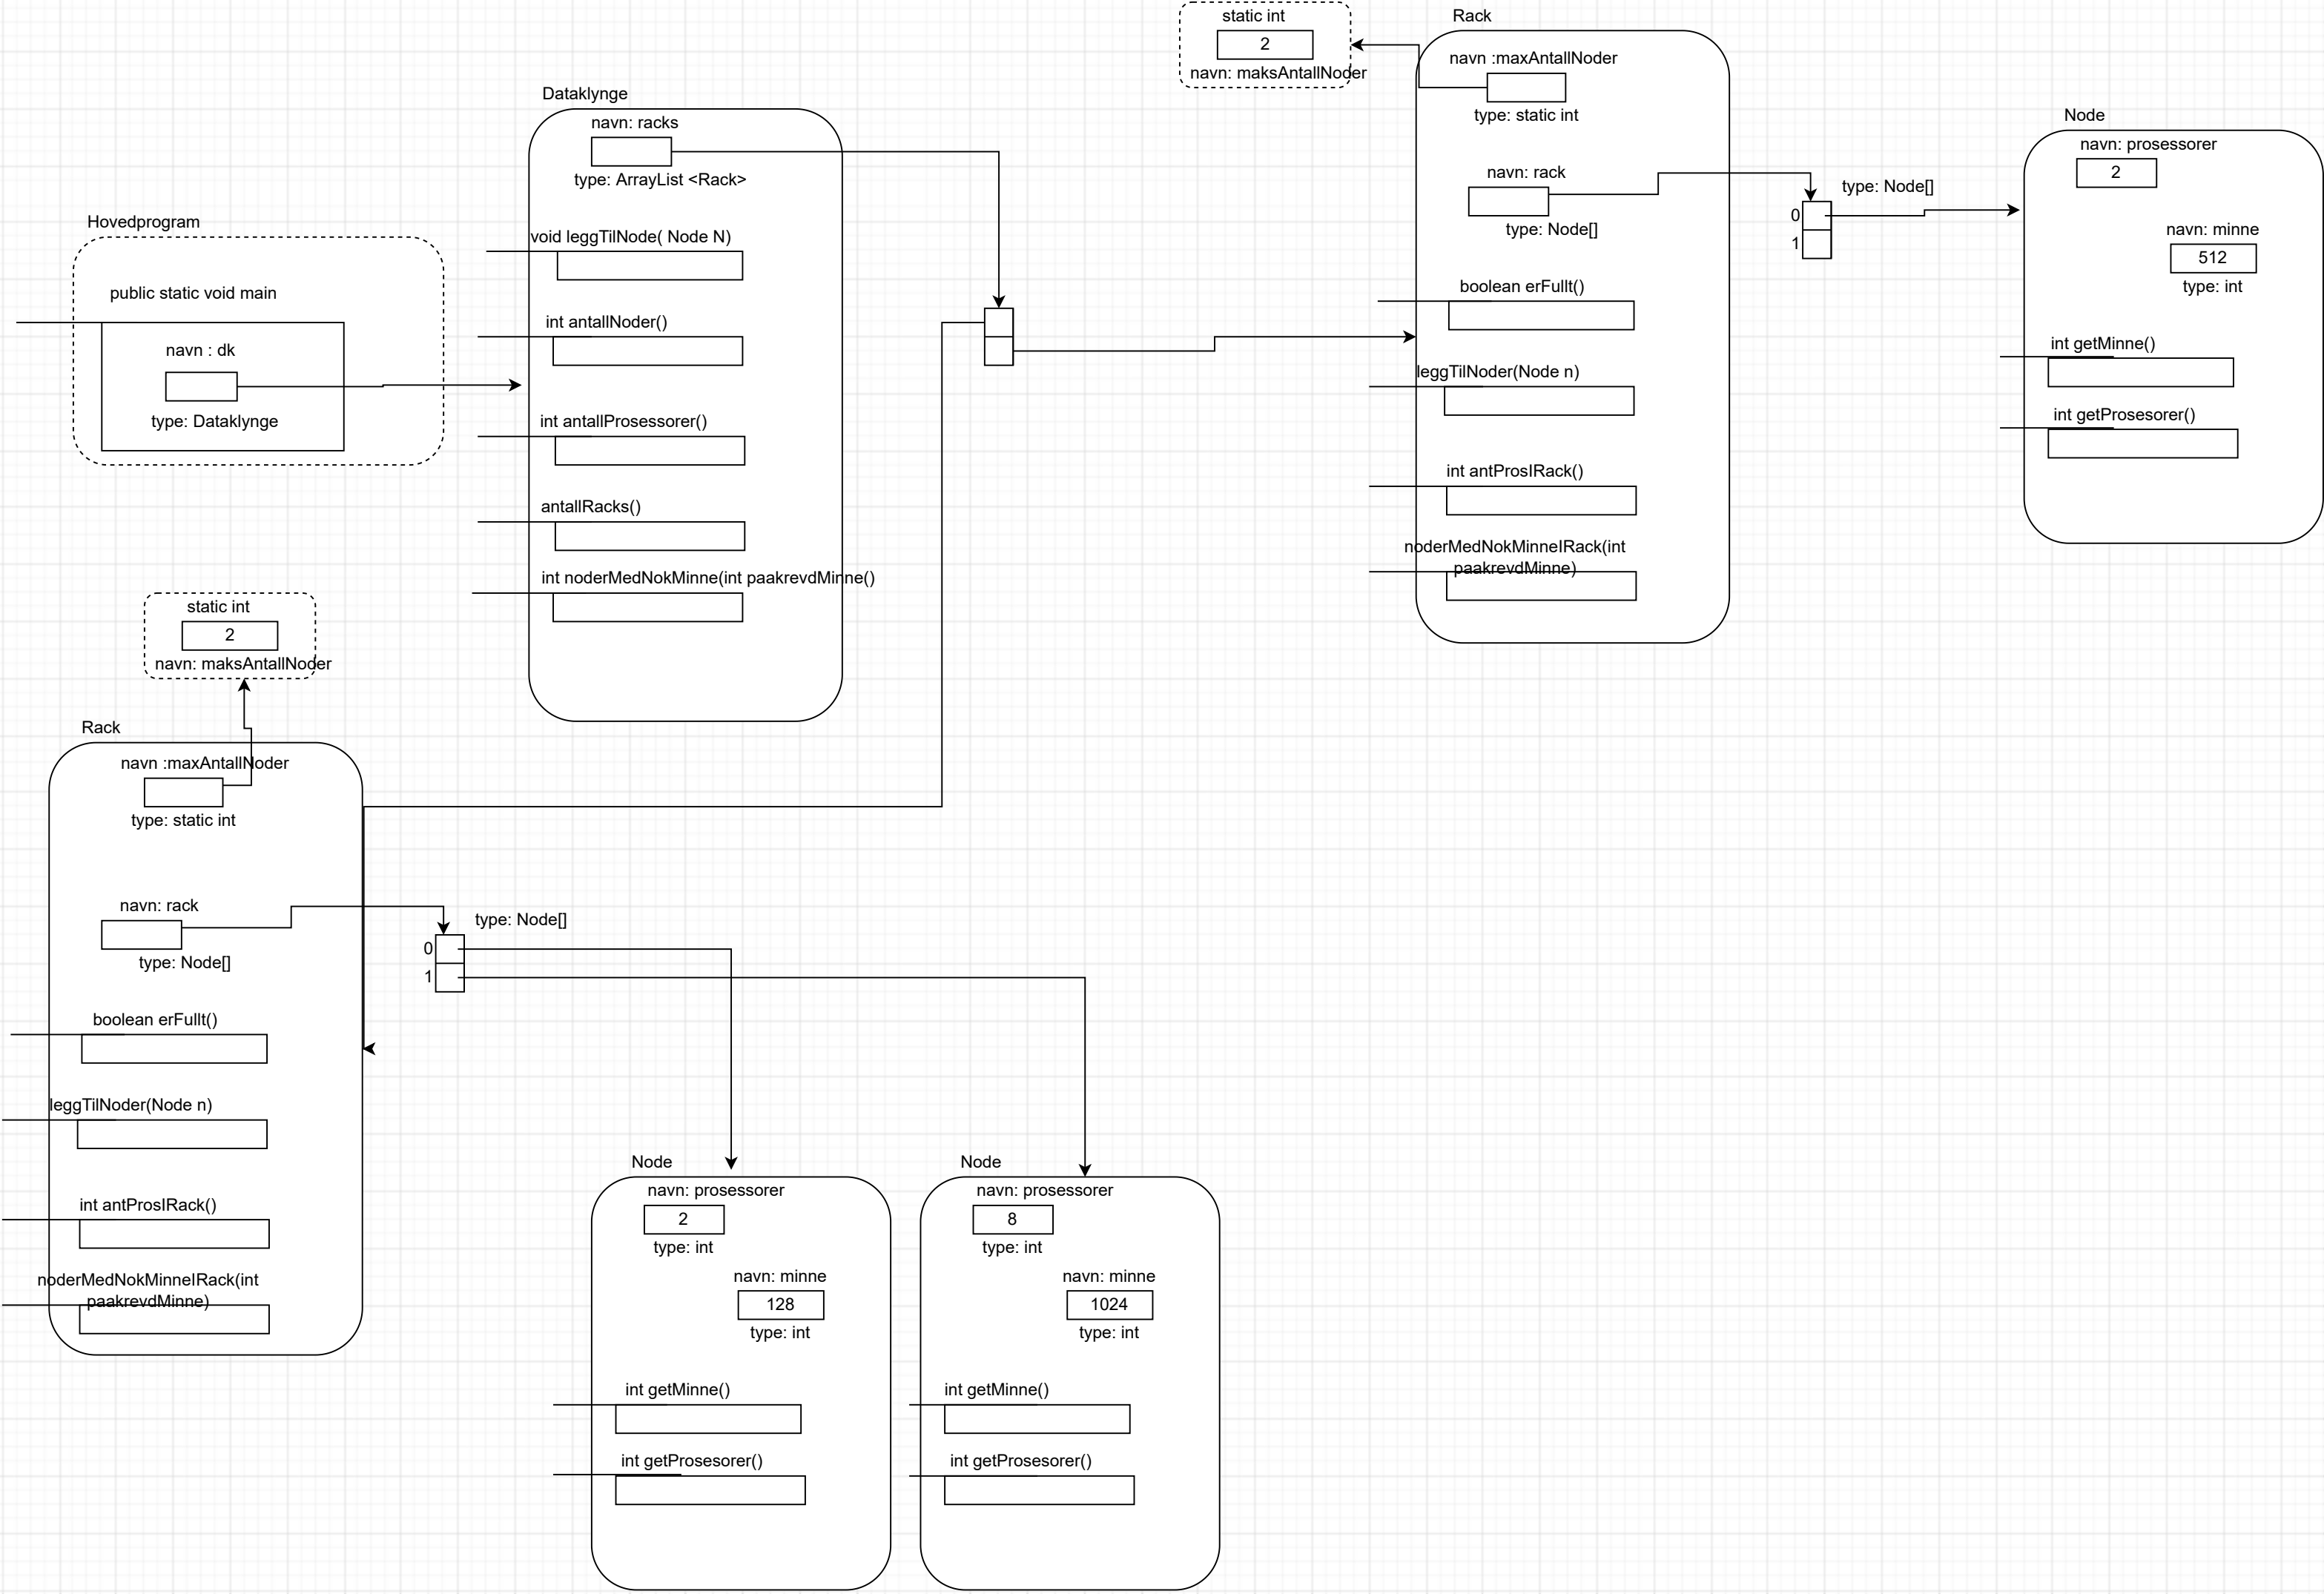 static int
2
navn: maksAntallNoder
Rack
navn :maxAntallNoder
type: static int
navn: rack
type: Node[]
boolean erFullt()
leggTilNoder(Node n)
int antProsIRack()
noderMedNokMinneIRack(int
paakrevdMinne)
0
1
type: Node[]
Node
navn: prosessorer
2
navn: minne
512
type: int
int getMinne()
int getProsesorer()
Dataklynge
navn: racks
type: ArrayList <Rack>
void leggTilNode( Node N)
int antallNoder()
int antallProsessorer()
antallRacks()
int noderMedNokMinne(int paakrevdMinne()
Hovedprogram
public static void main
navn : dk
type: Dataklynge
static int
2
navn: maksAntallNoder
Rack
navn :maxAntallNoder
type: static int
navn: rack
type: Node[]
boolean erFullt()
leggTilNoder(Node n)
int antProsIRack()
noderMedNokMinneIRack(int
paakrevdMinne)
type: Node[]
0
1
Node
navn: prosessorer
2
type: int
navn: minne
128
type: int
int getMinne()
int getProsesorer()
Node
navn: prosessorer
8
type: int
navn: minne
1024
type: int
int getMinne()
int getProsesorer()